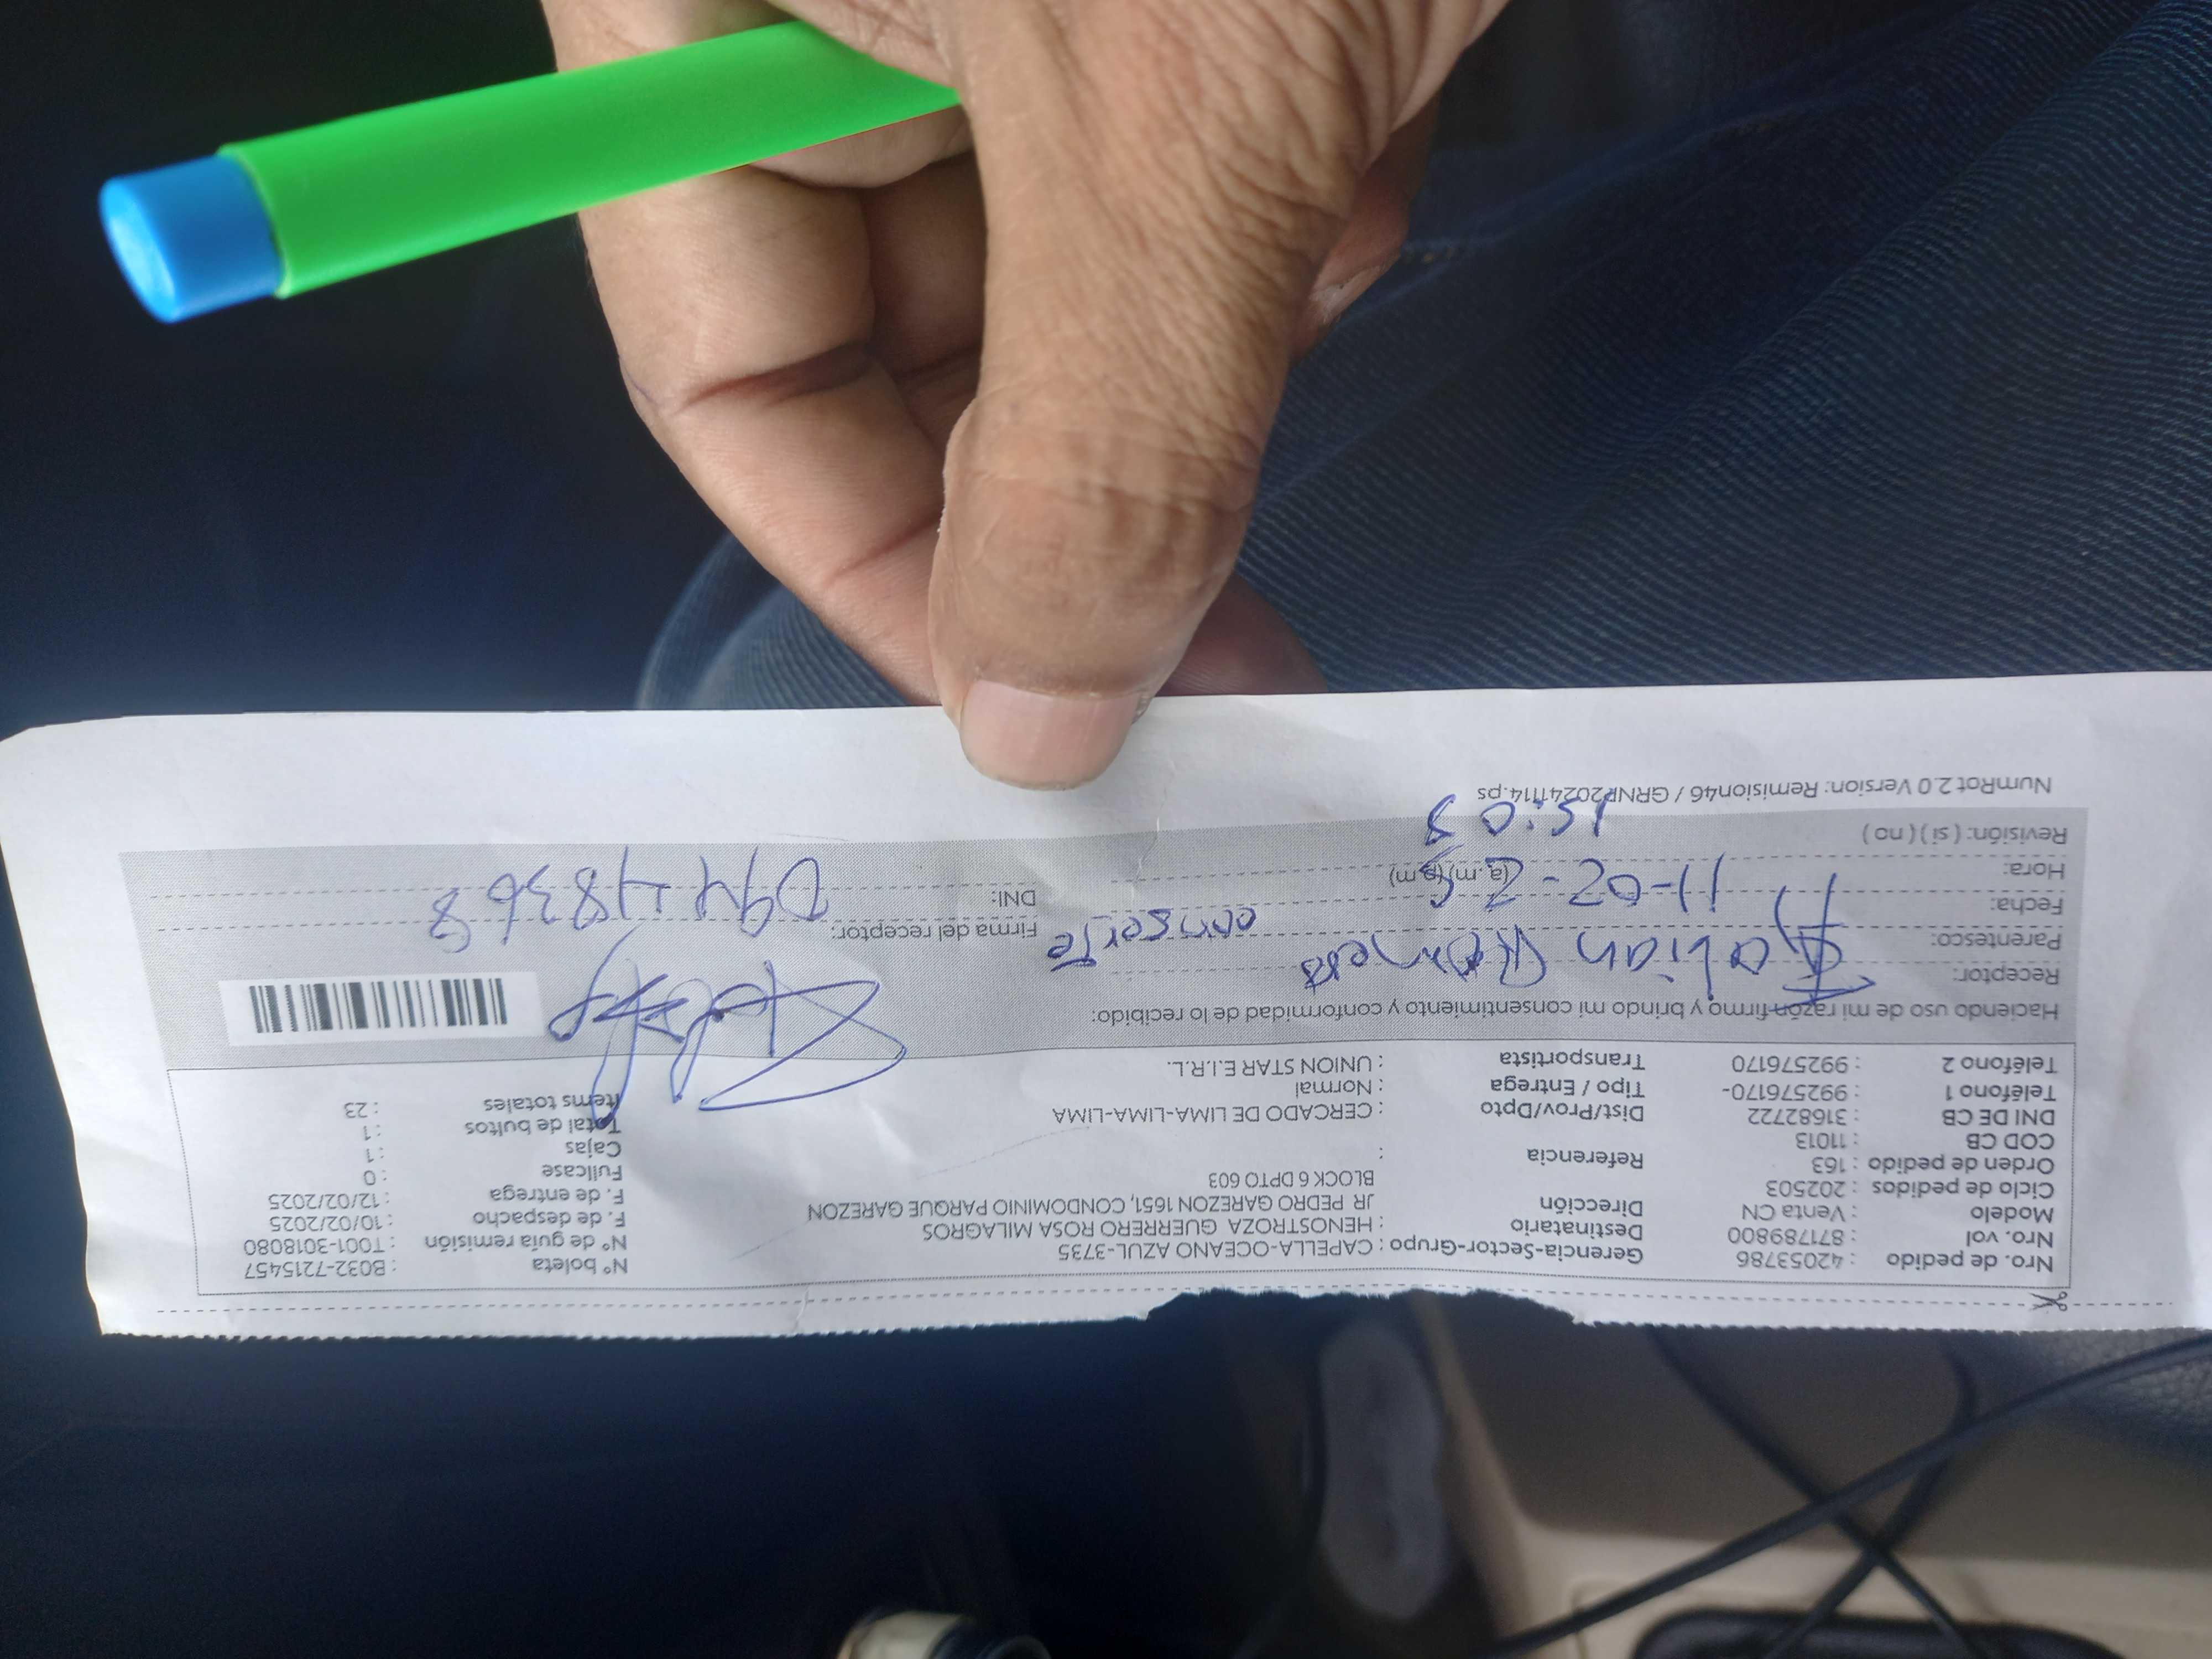 Nro. de pedido : 42053786 Gerencia-Sector-Grupo : CAPELLA-OCEANO AZUL-3735 N° boleta : B032-7215457
Nro. vol : 871789800 Destinatario : HENOSTROZA GUERRERO ROSA MILAGROS N° de guía remisión : T001-3018080
Modelo : Venta CN Dirección JR PEDRO GAREZON 1651, CONDOMINIO PARQUE GAREZON F. de despacho : 10/02/2025
Ciclo de pedidos : 202503 BLOCK 6 DPTO 603 F. de entrega : 12/02/2025
Orden de pedido : 163 Referencia : Fullcase : 0
COD CB : 11013 Cajas : 1
DNI DE CB : 31682722 Dist/Prov/Dpto : CERCADO DE LIMA-LIMA-LIMA Total de bultos : 1
Teléfono 1 : 992576170- Tipo / Entrega : Normal Items totales : 23
Teléfono 2 : 992576170 Transportista : UNION STAR E.I.R.L.
Haciendo uso de mi razón firmo y brindo mi consentimiento y conformidad de lo recibido:
Receptor: Fabian Romero
Parentesco: Firma del receptor:
Fecha: 11-02-25 DNI:
Hora: (a.m) (p.m)
Revisión: ( si ) ( no ) 15:03
NumRot 2.0 Version: Remision46 / GRNP20241114.ps